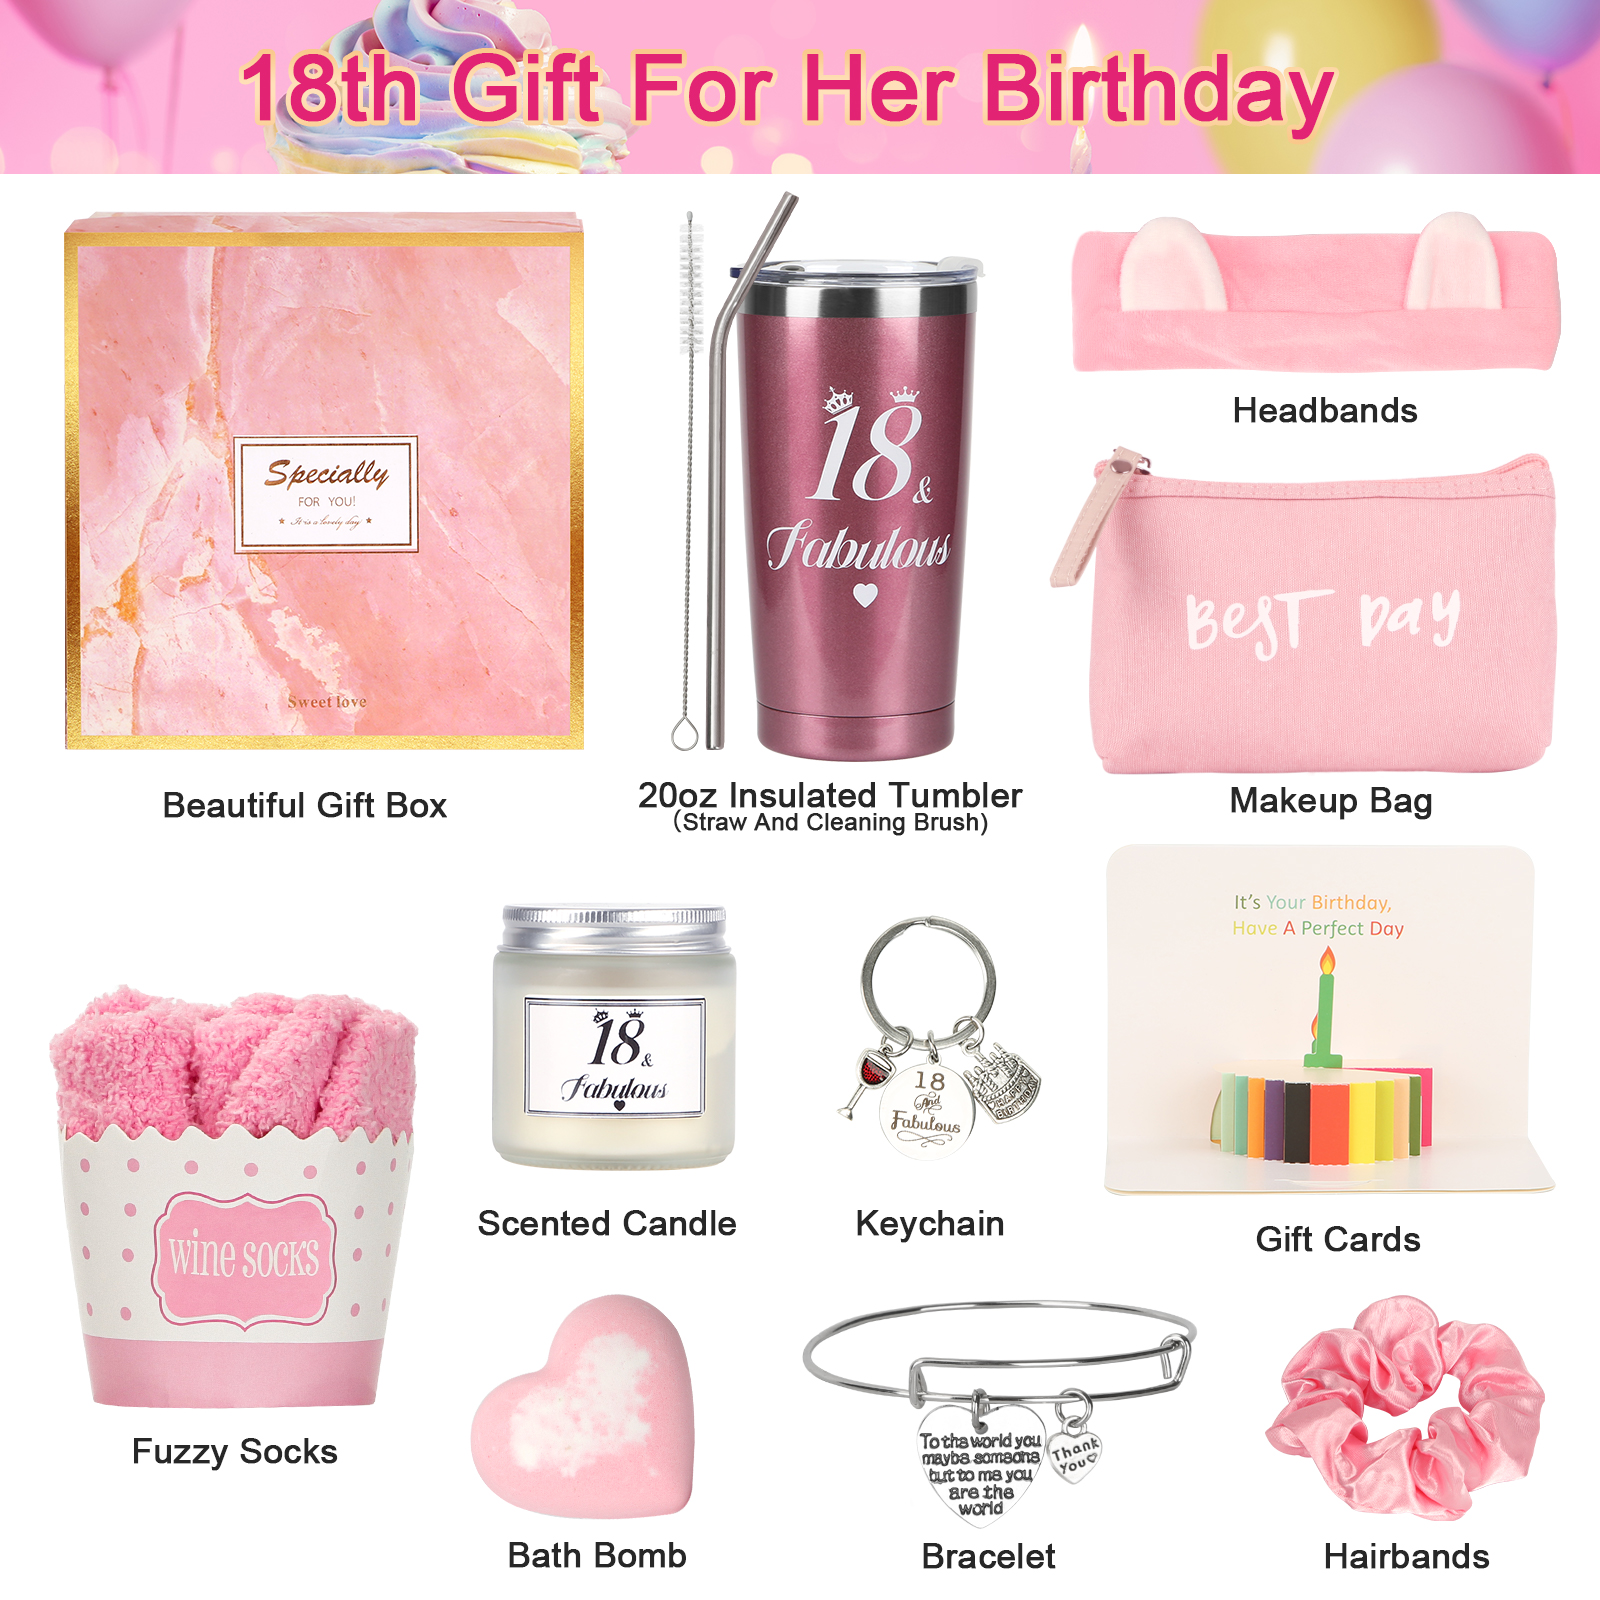 18th Gift For Her Birthday
Specially
FOR YOU!
It is a lovely day
Sweet love
Beautiful Gift Box
18 &
Fabulous
20oz Insulated Tumbler
(Straw And Cleaning Brush)
Headbands
BEST DAY
Makeup Bag
wine socks
Fuzzy Socks
18 &
Fabulous
Scented Candle
18
And
Fabulous
HAPPY
BIRTHDAY
Keychain
It's Your Birthday,
Have A Perfect Day
Gift Cards
Bath Bomb
To the world you
maybe someone
but to me you
are the
world
Thank
You
Bracelet
Hairbands